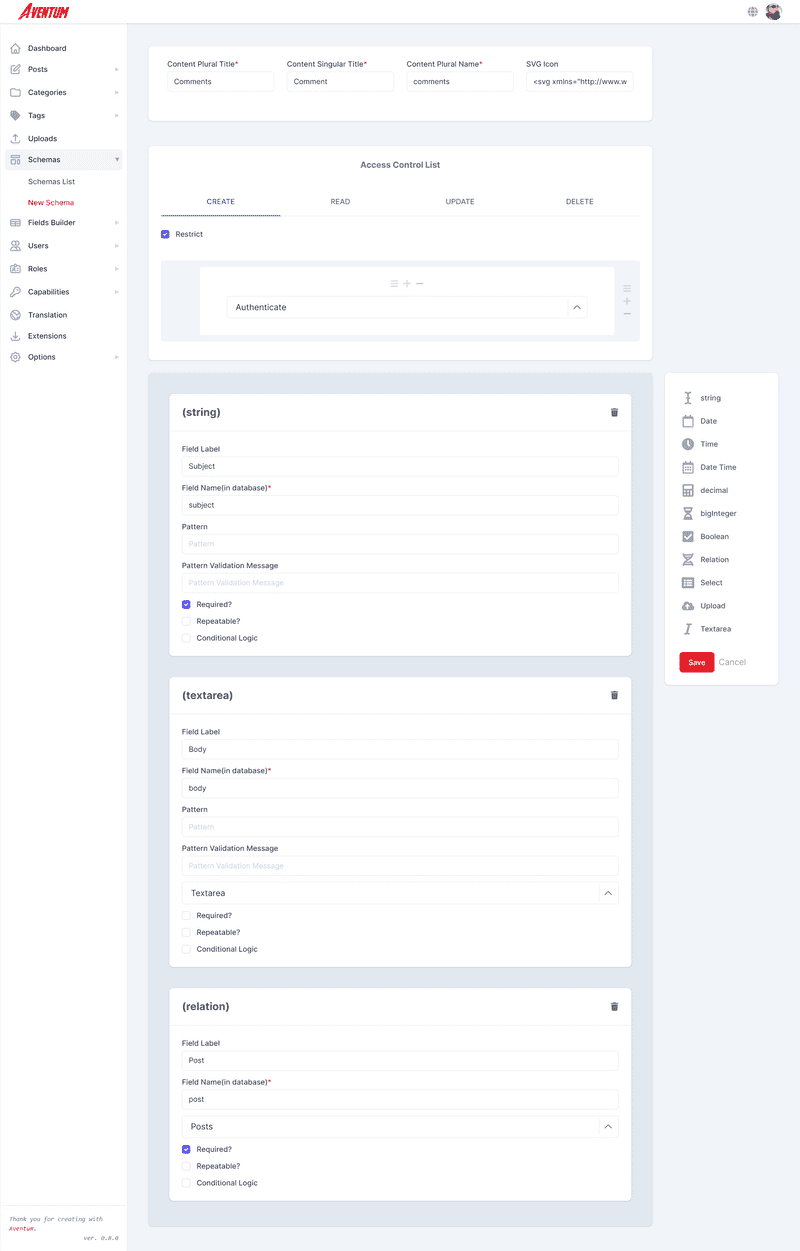 AVENTUM
Dashboard
Posts
Categories
Tags
Uploads
Schemas
Schemas List
New Schema
Fields Builder
Users
Roles
Capabilities
Translation
Extensions
Options
Thank you for creating with
Aventum.
ver. 0.0.0
Content Plural Title* Content Singular Title* Content Plural Name* SVG Icon
Comments Comment comments <svg xmlns="http://www.w
Access Control List
CREATE READ UPDATE DELETE
Restrict
Authenticate
(string)
Field Label
Subject
Field Name(in database)*
subject
Pattern
Pattern
Pattern Validation Message
Pattern Validation Message
Required?
Repeatable?
Conditional Logic
(textarea)
Field Label
Body
Field Name(in database)*
body
Pattern
Pattern
Pattern Validation Message
Pattern Validation Message
Textarea
Required?
Repeatable?
Conditional Logic
(relation)
Field Label
Post
Field Name(in database)*
post
Posts
Required?
Repeatable?
Conditional Logic
string
Date
Time
Date Time
decimal
bigInteger
Boolean
Relation
Select
Upload
Textarea
Save Cancel